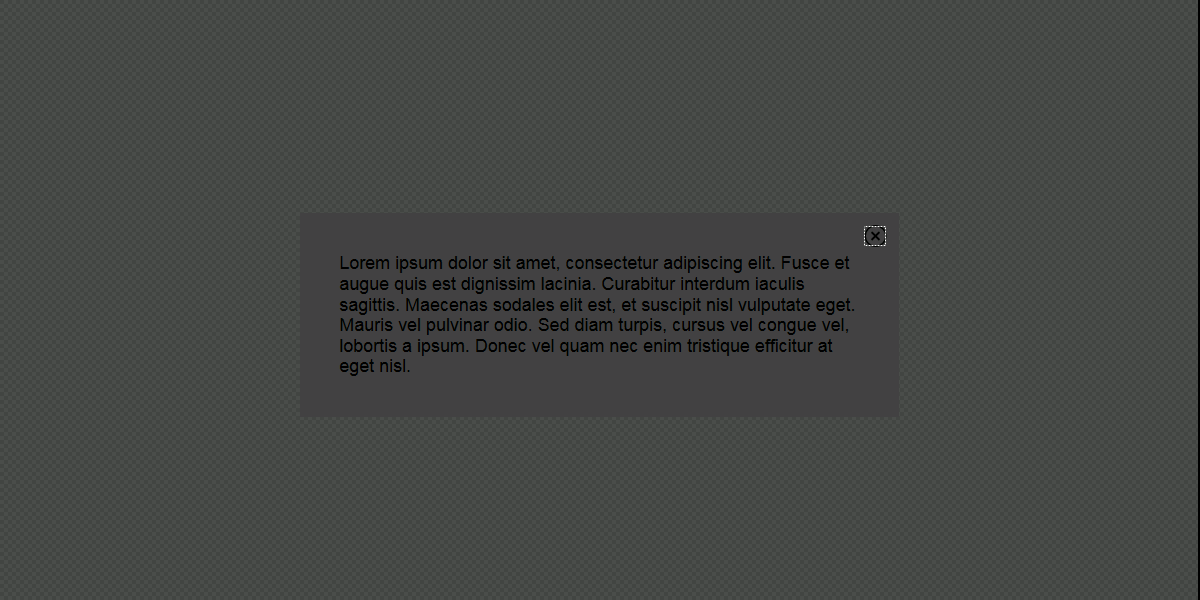 Lorem ipsum dolor sit amet, consectetur adipiscing elit. Fusce et
augue quis est dignissim lacinia. Curabitur interdum iaculis
sagittis. Maecenas sodales elit est, et suscipit nisl vulputate eget.
Mauris vel pulvinar odio. Sed diam turpis, cursus vel congue vel,
lobortis a ipsum. Donec vel quam nec enim tristique efficitur at
eget nisl.